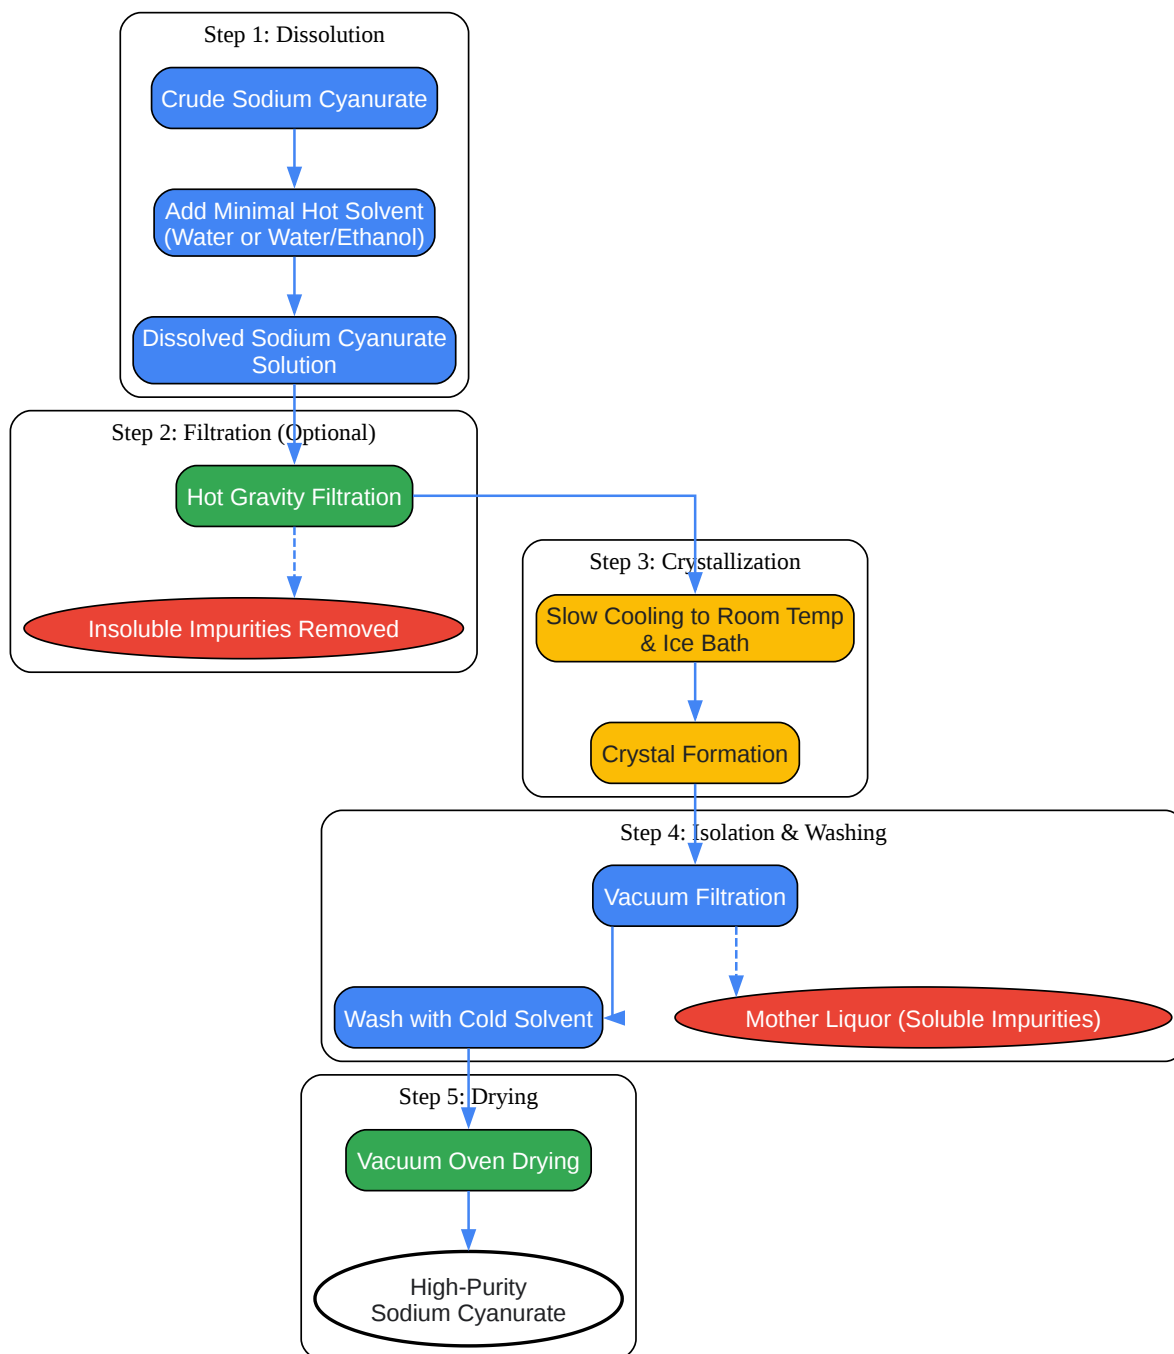 Step 1: Dissolution
Crude Sodium Cyanurate
Add Minimal Hot Solvent
(Water or Water/Ethanol)
Dissolved Sodium Cyanurate
Solution
Step 2: Filtration (Optional)
Hot Gravity Filtration
Insoluble Impurities Removed
Step 3: Crystallization
Slow Cooling to Room Temp
& Ice Bath
Crystal Formation
Step 4: Isolation & Washing
Vacuum Filtration
Wash with Cold Solvent
Mother Liquor (Soluble Impurities)
Step 5: Drying
Vacuum Oven Drying
High-Purity
Sodium Cyanurate